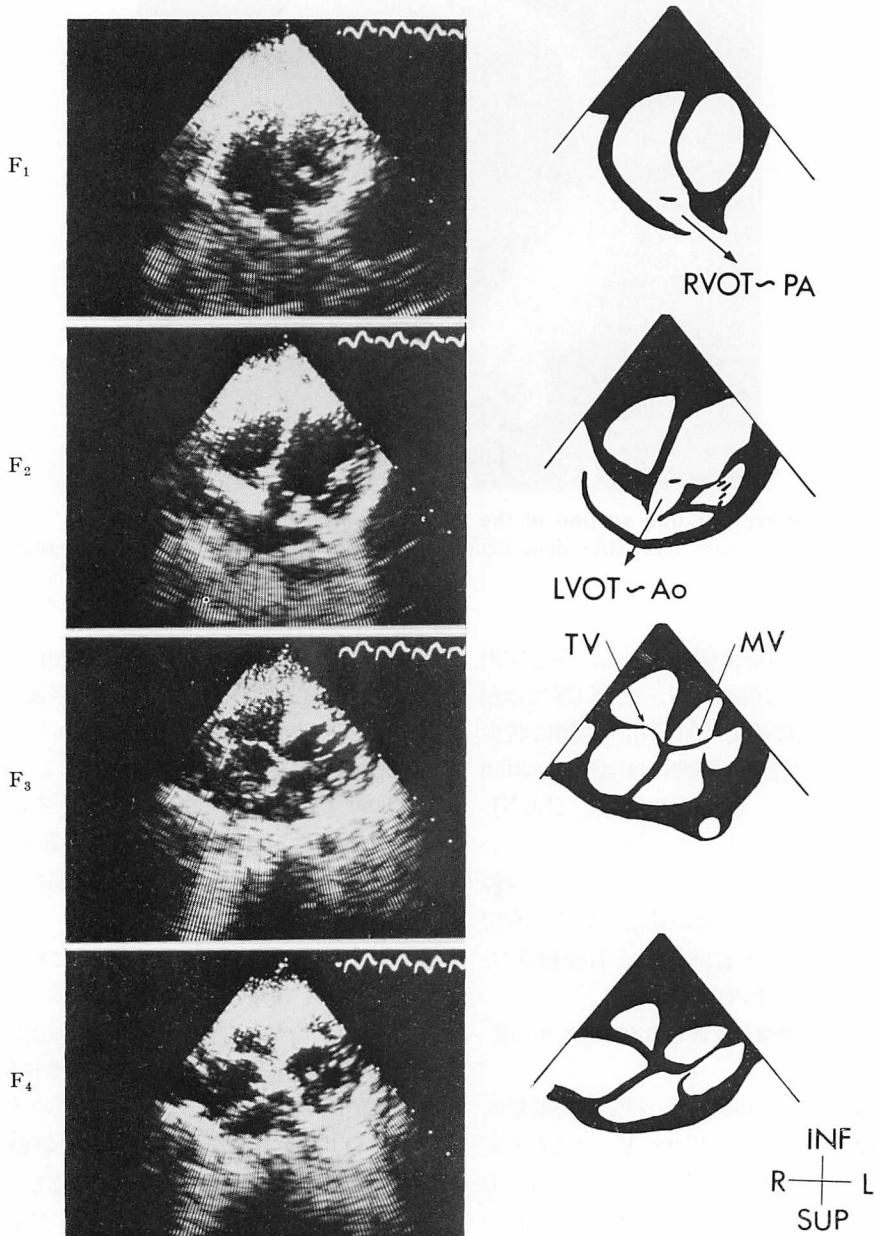 F₁
RVOT ~ PA
F₂
LVOT ~ Ao
TV MV
F₃
F₄
INF
R L
SUP